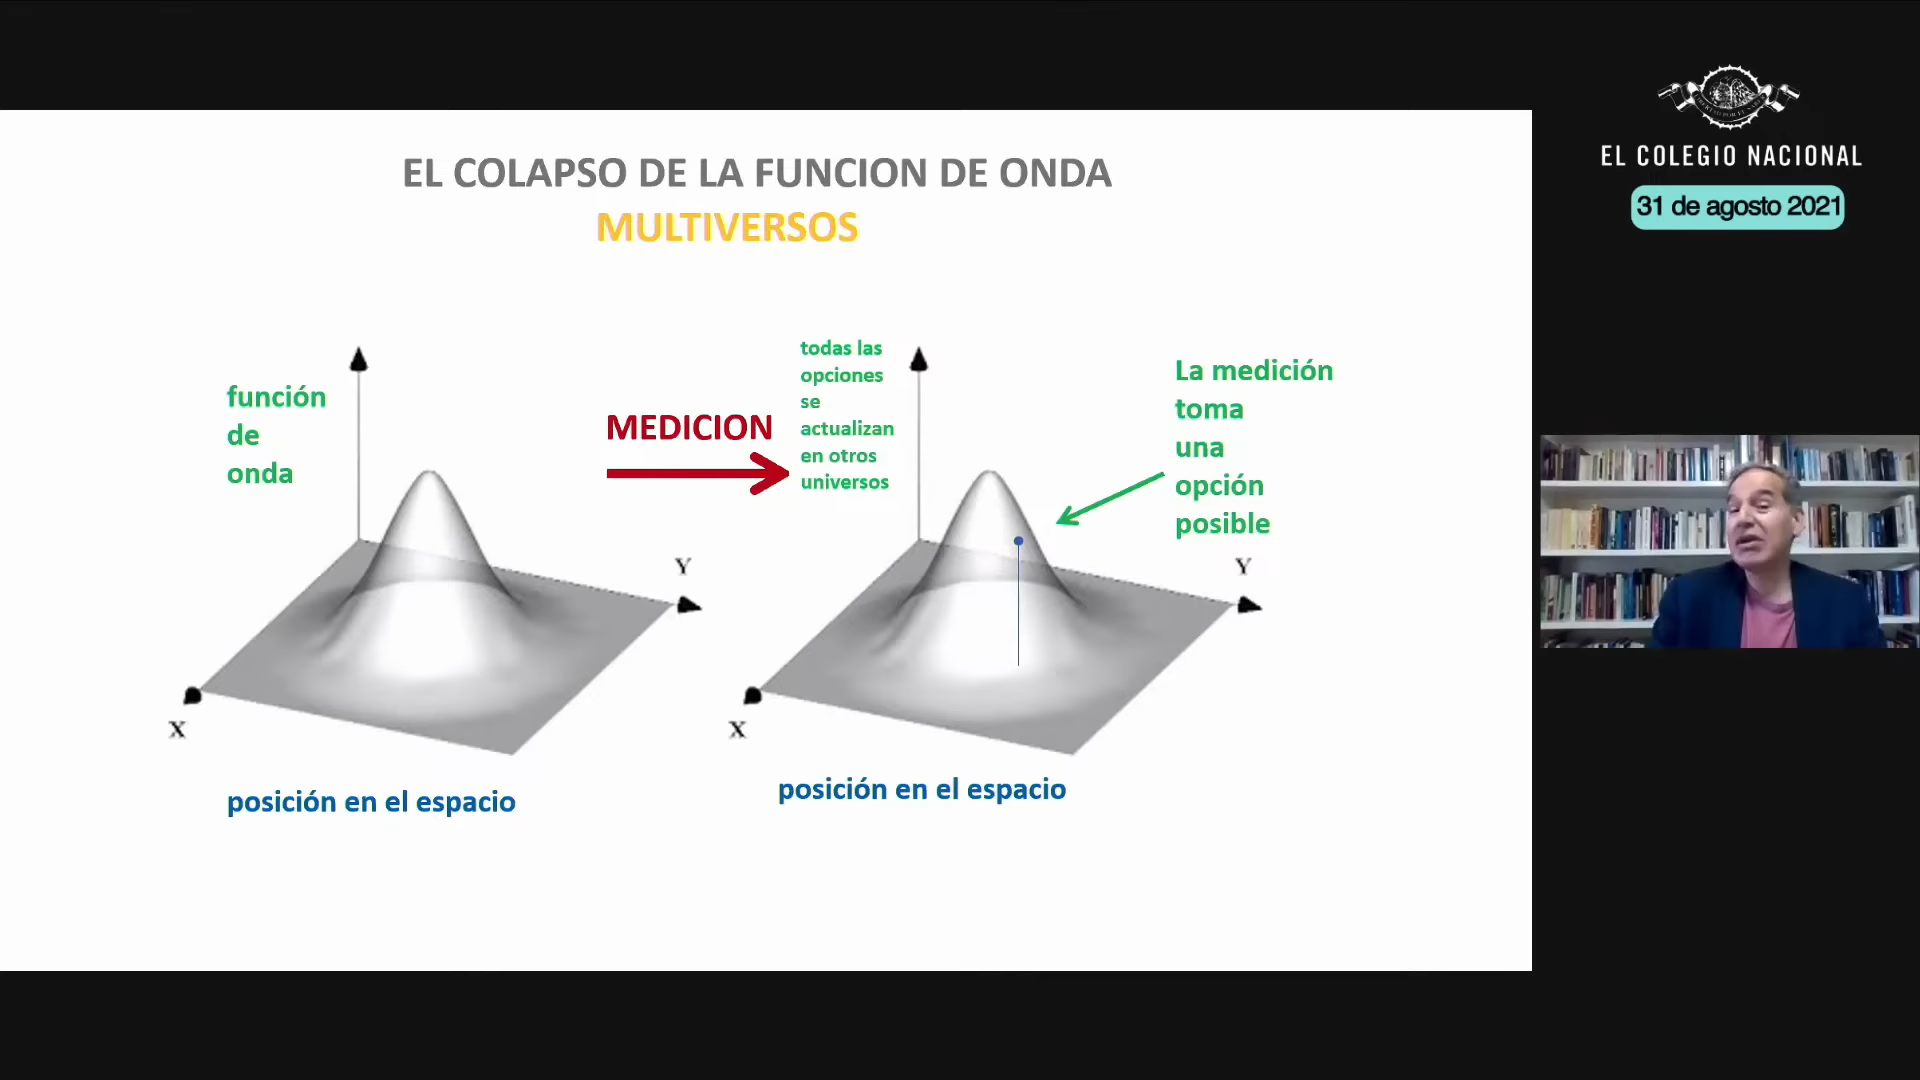 EL COLAPSO DE LA FUNCION DE ONDA
MULTIVERSOS
función
de
onda
MEDICION
todas las
opciones
se
actualizan
en otros
universos
La medición
toma
una
opción
posible
Y
X
Y
X
posición en el espacio
posición en el espacio
EL COLEGIO NACIONAL
31 de agosto 2021